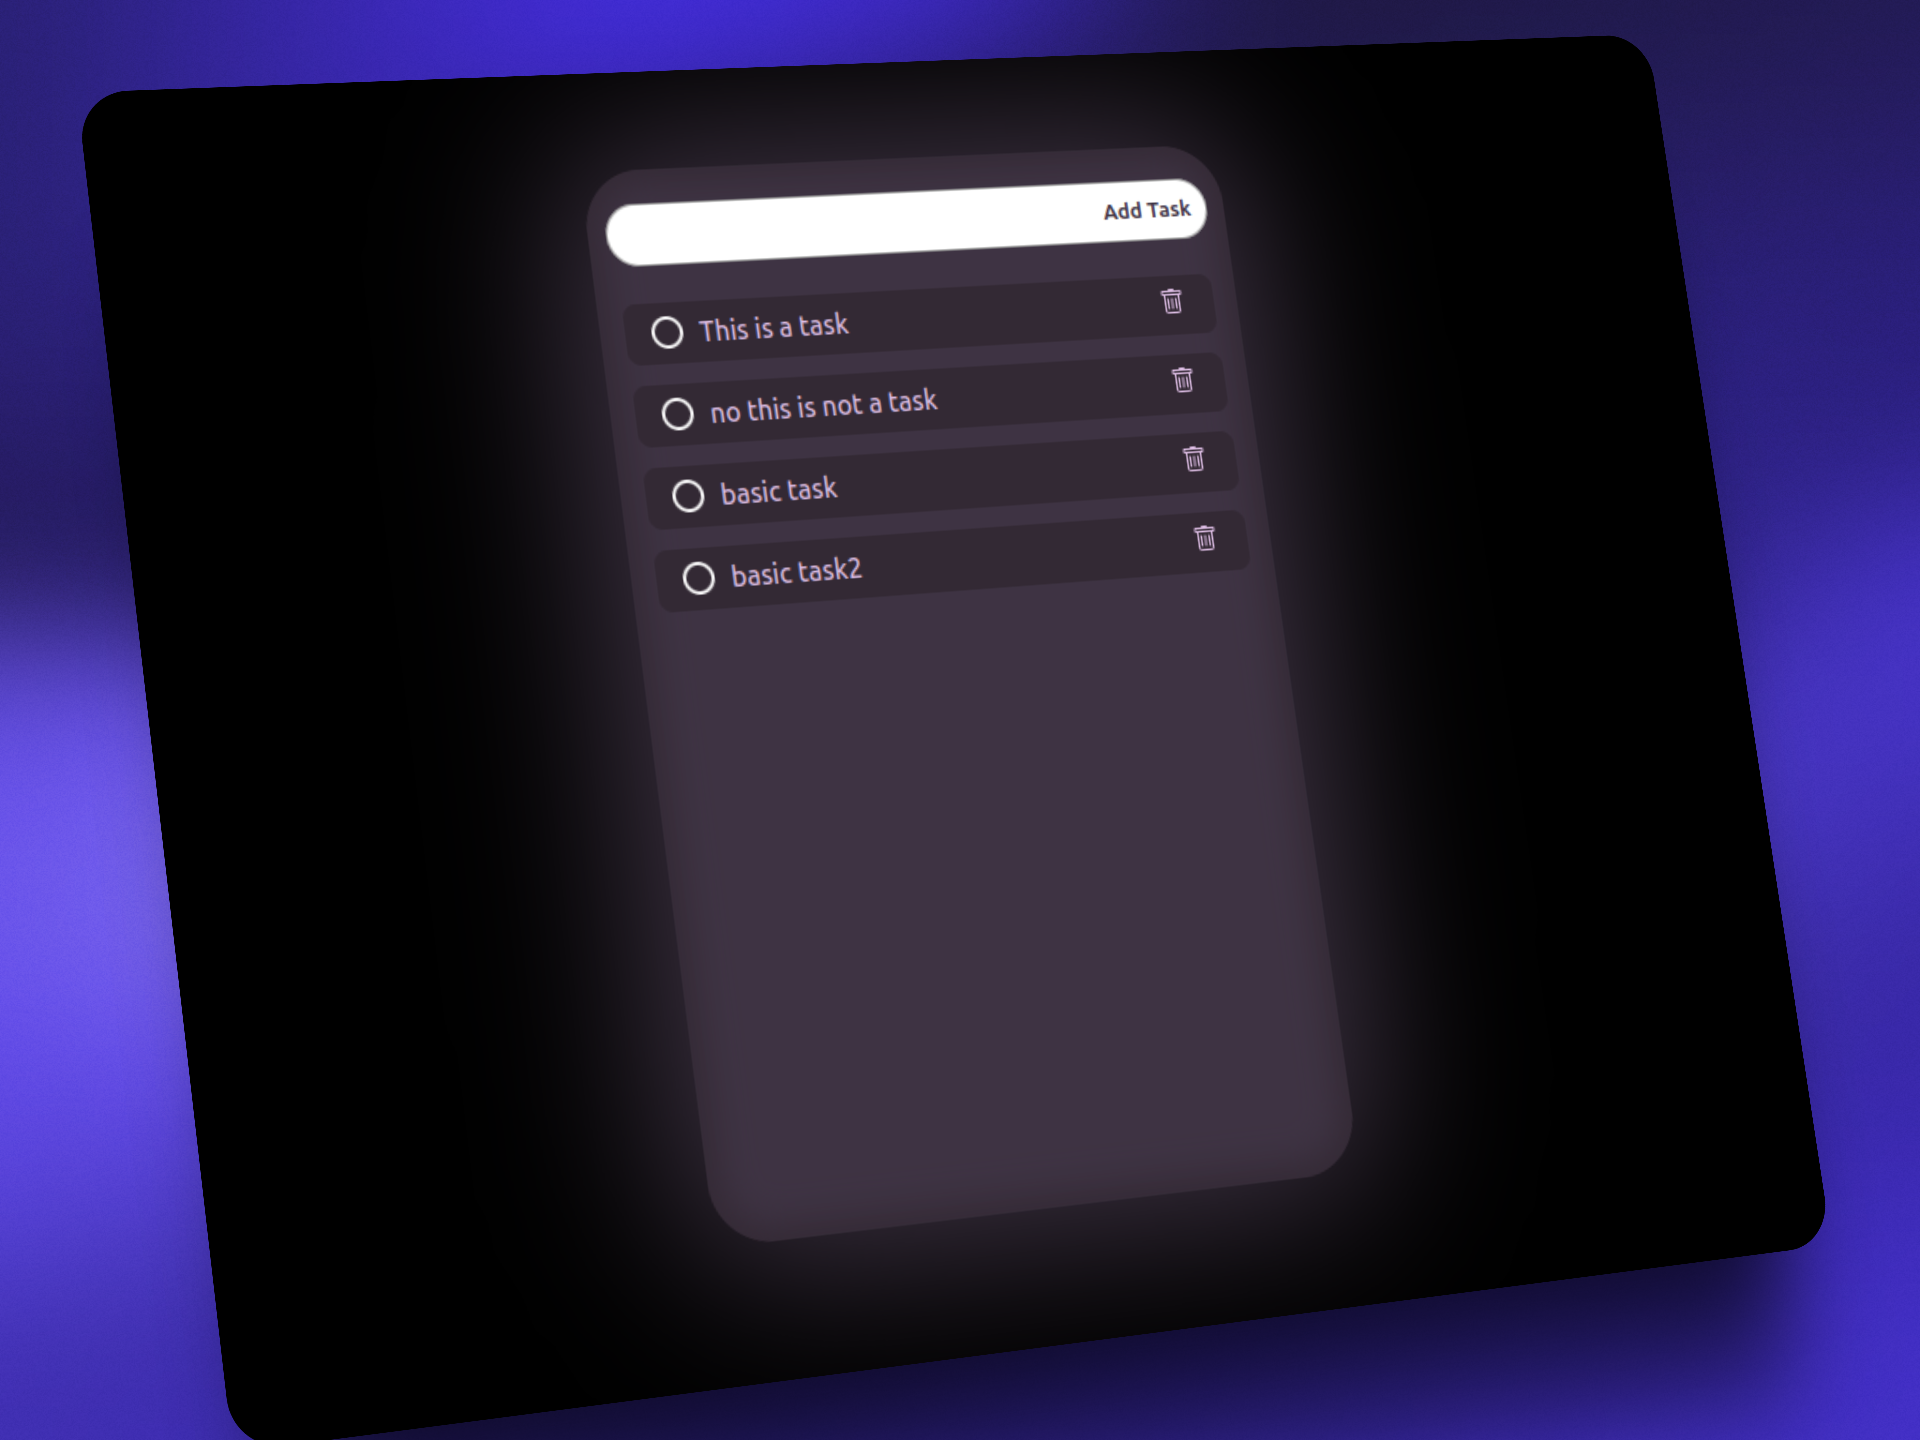 Add Task
This is a task
no this is not a task
basic task
basic task2